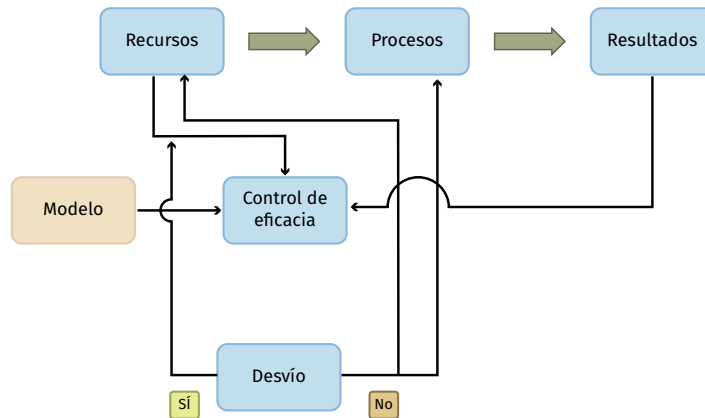 Recursos
Procesos
Resultados
Modelo
Control de
eficacia
Desvío
SÍ
No